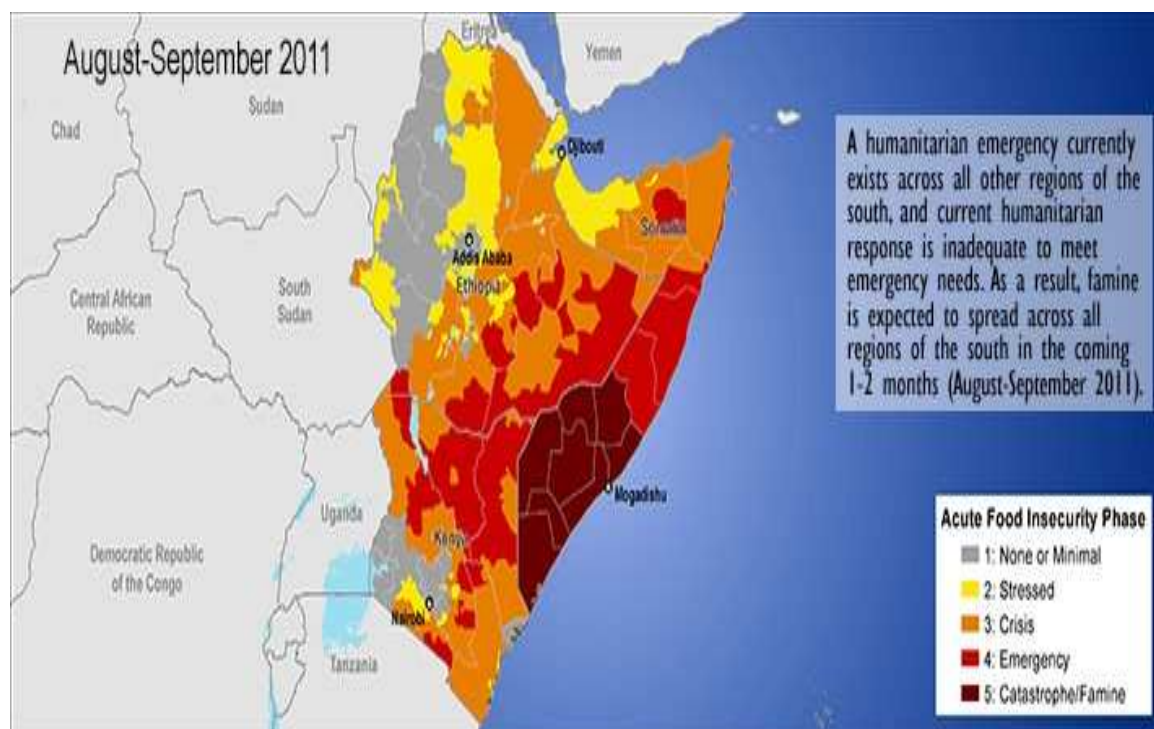 August-September 2011
Eritrea
Yemen
Sudan
Chad
Djibouti
A humanitarian emergency currently
exists across all other regions of the
south, and current humanitarian
response is inadequate to meet
emergency needs. As a result, famine
is expected to spread across all
regions of the south in the coming
1-2 months (August-September 2011).
Somalia
Addis Ababa
Ethiopia
South
Sudan
Central African
Republic
Mogadishu
Uganda
Kenya
Democratic Republic
of the Congo
Nairobi
Tanzania
Acute Food Insecurity Phase
1: None or Minimal
2: Stressed
3: Crisis
4: Emergency
5: Catastrophe/Famine